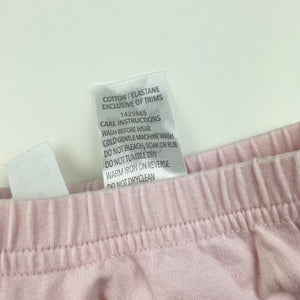 COTTON / ELASTANE
EXCLUSIVE OF TRIMS
1425865
CARE INSTRUCTIONS
WASH BEFORE WEAR
COLD GENTLE MACHINE WASH
DO NOT BLEACH, SOAK OR RUB
DO NOT TUMBLE DRY
WARM IRON ON REVERSE
DO NOT DRYCLEAN